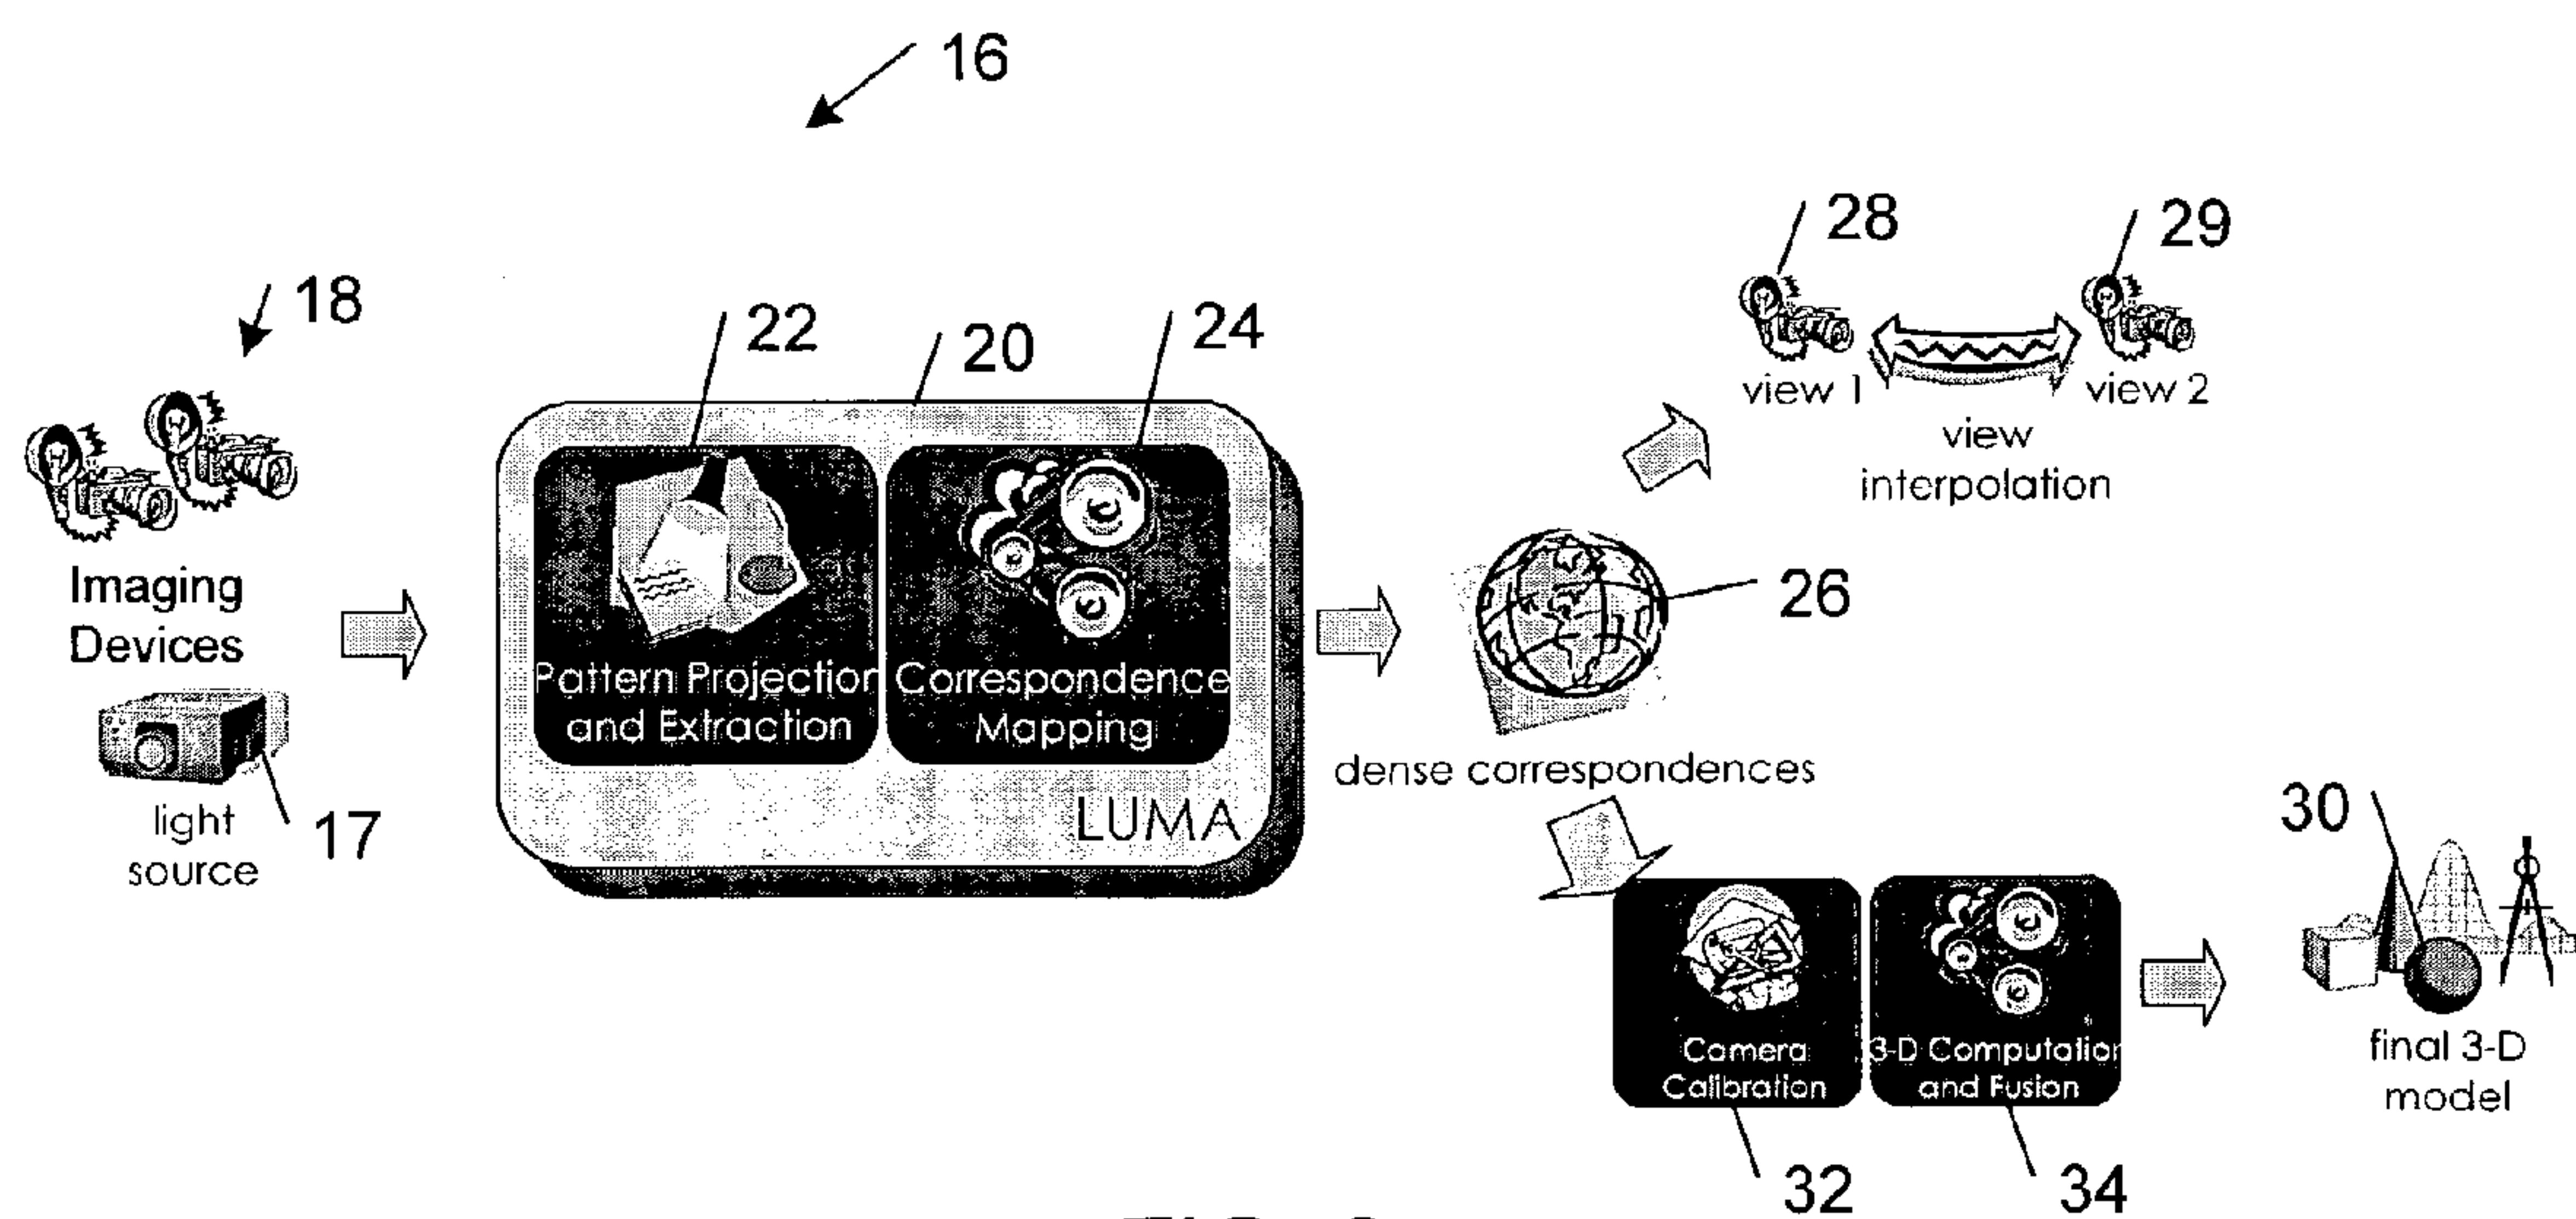 16
18
Imaging
Devices
light
source
17
22
20
24
Pattern Projection
and Extraction
Correspondence
Mapping
LUMA
26
dense correspondences
28
29
view 1
view 2
view
interpolation
Camera
Calibration
3-D Computation
and Fusion
32
34
30
final 3-D
model